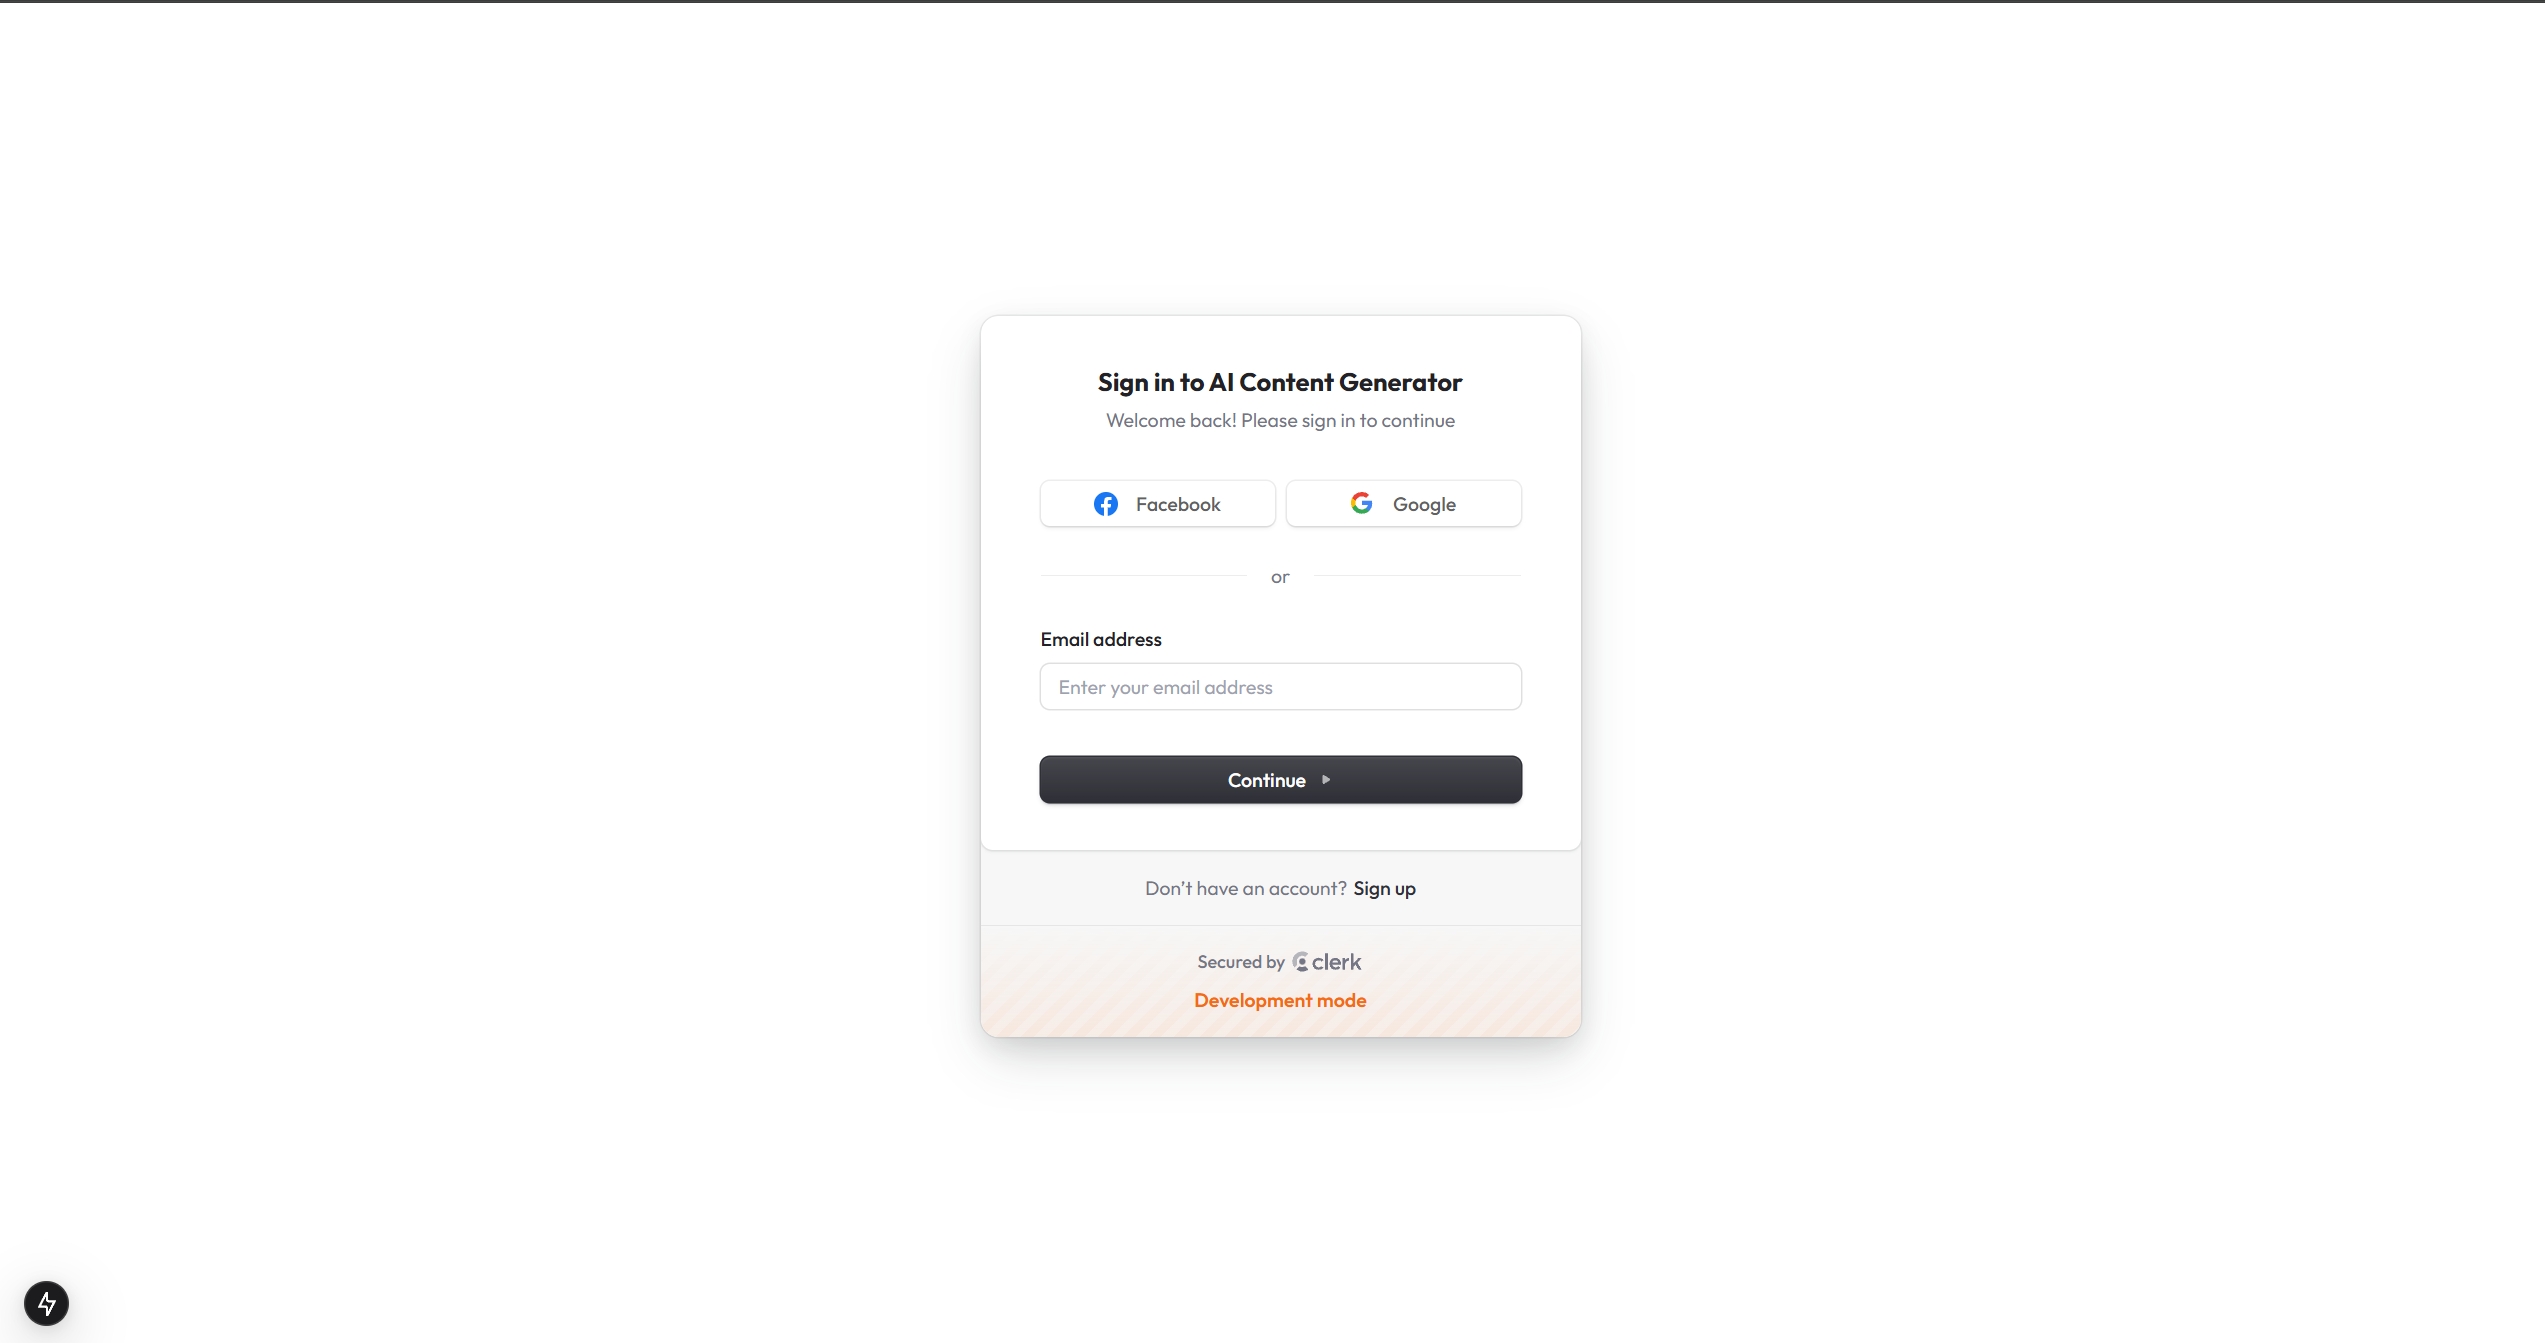 Sign in to AI Content Generator
Welcome back! Please sign in to continue
Facebook
Google
or
Email address
Enter your email address
Continue
Don’t have an account? Sign up
Secured by clerk
Development mode